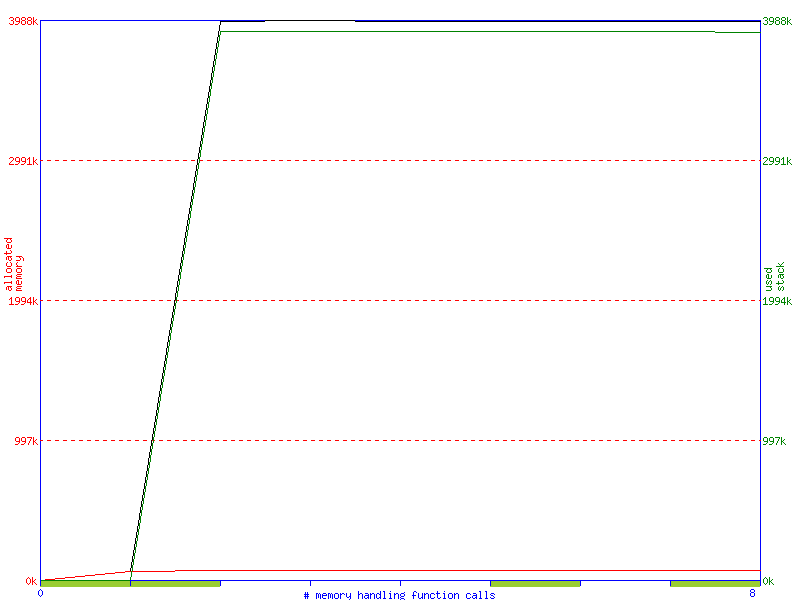 3988k
3988k
2991k
2991k
allocated
memory
used
stack
1994k
1994k
997k
997k
0k
0k
0
# memory handling function calls
8